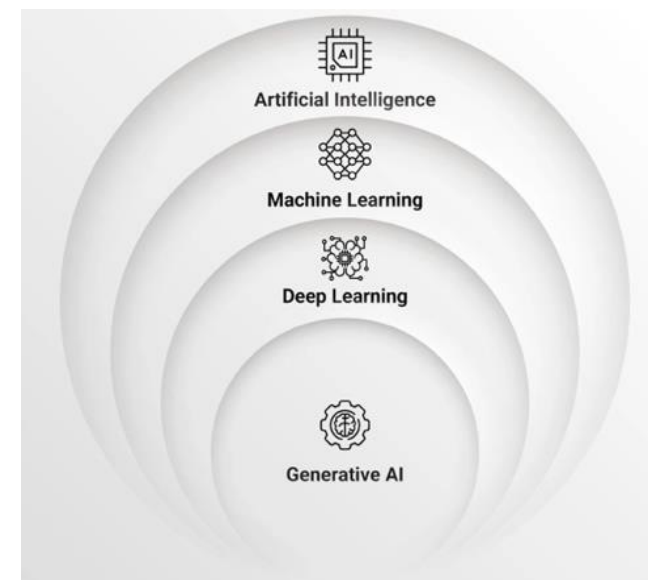 AI
Artificial Intelligence
Machine Learning
Deep Learning
Generative AI